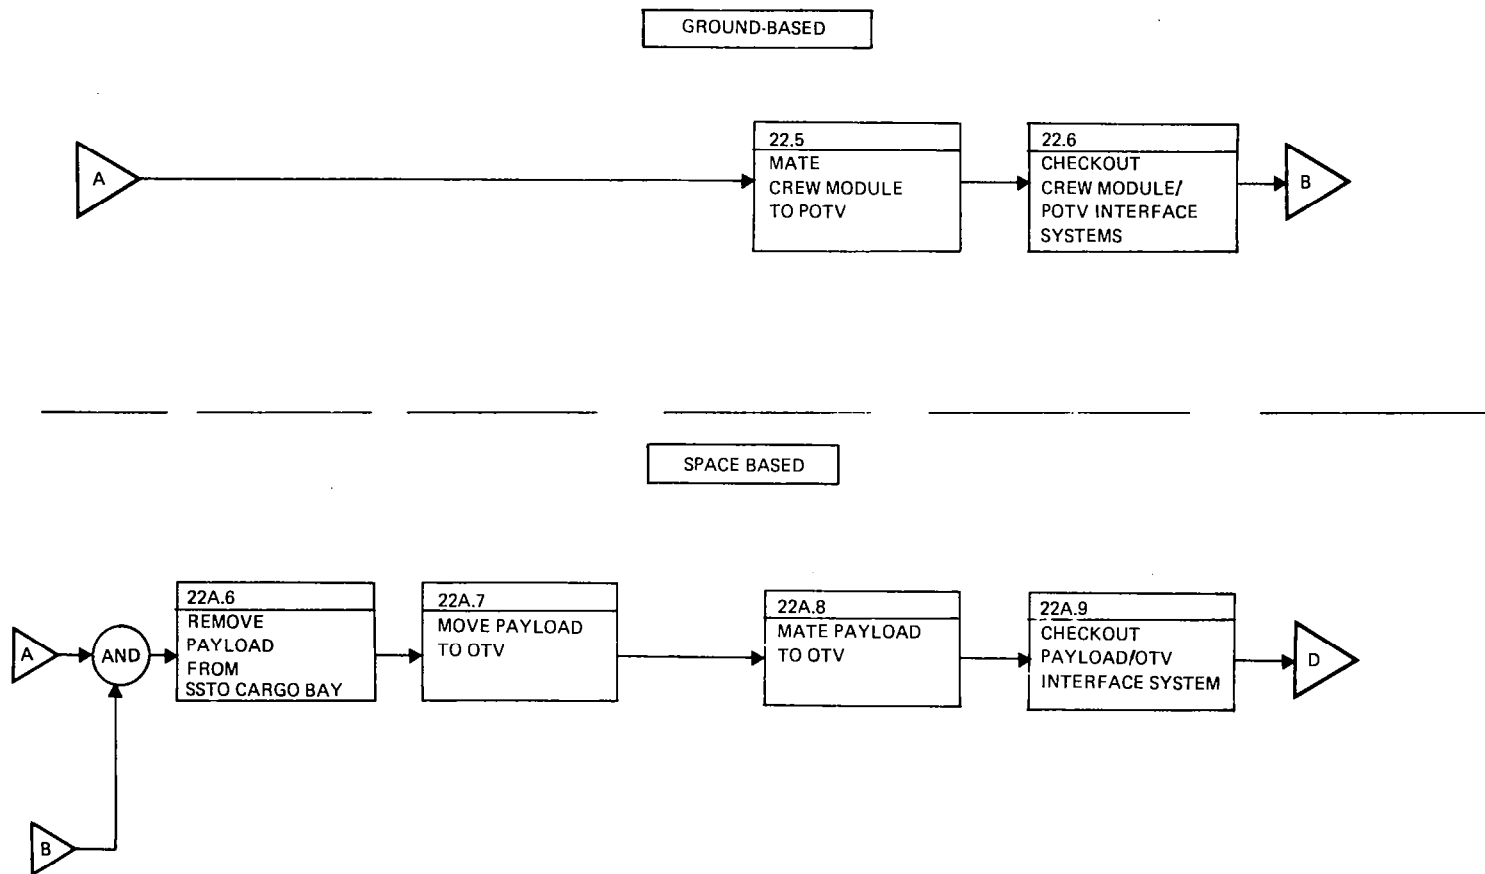 GROUND-BASED
A
22.5
MATE
CREW MODULE
TO POTV
22.6
CHECKOUT
CREW MODULE/
POTV INTERFACE
SYSTEMS
B
SPACE BASED
A
AND
22A.6
REMOVE
PAYLOAD
FROM
SSTO CARGO BAY
22A.7
MOVE PAYLOAD
TO OTV
22A.8
MATE PAYLOAD
TO OTV
22A.9
CHECKOUT
PAYLOAD/OTV
INTERFACE SYSTEM
D
B